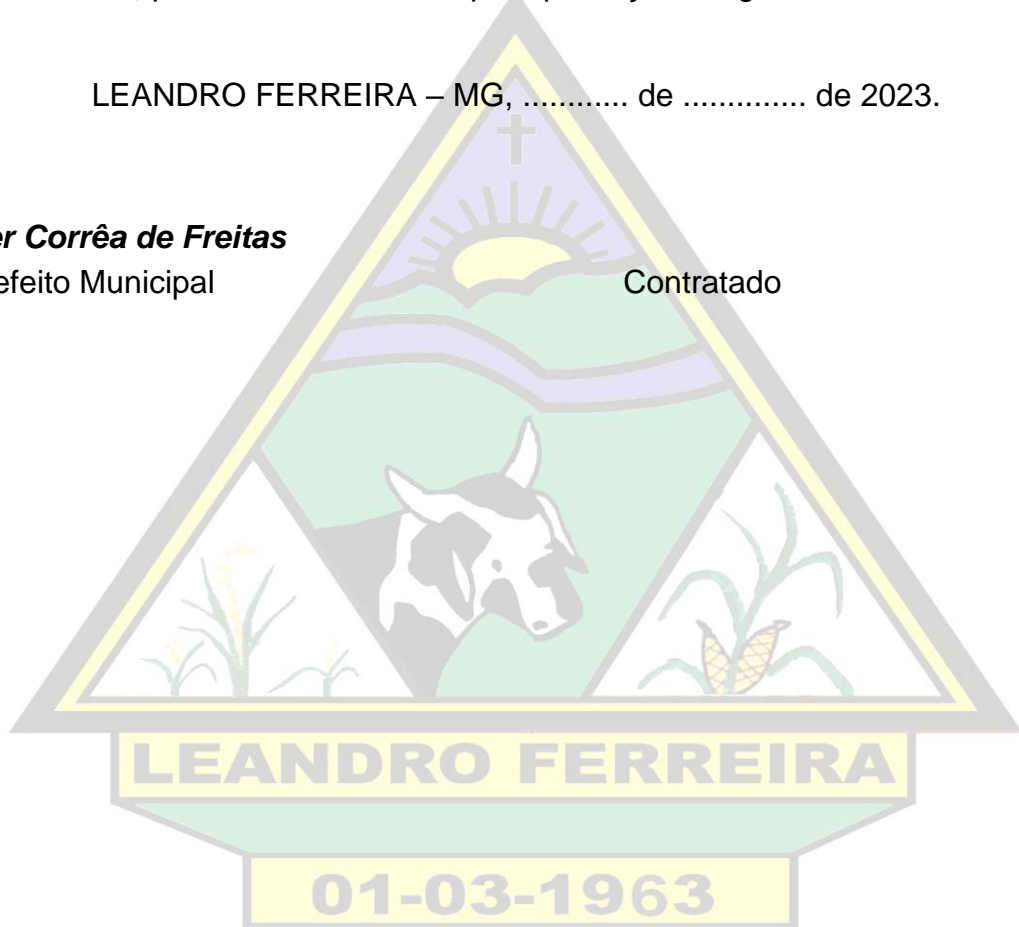 LEANDRO FERREIRA – MG, ............ de .............. de 2023.
Corrêa de Freitas
Municipal Contratado
LEANDRO FERREIRA
01-03-1963